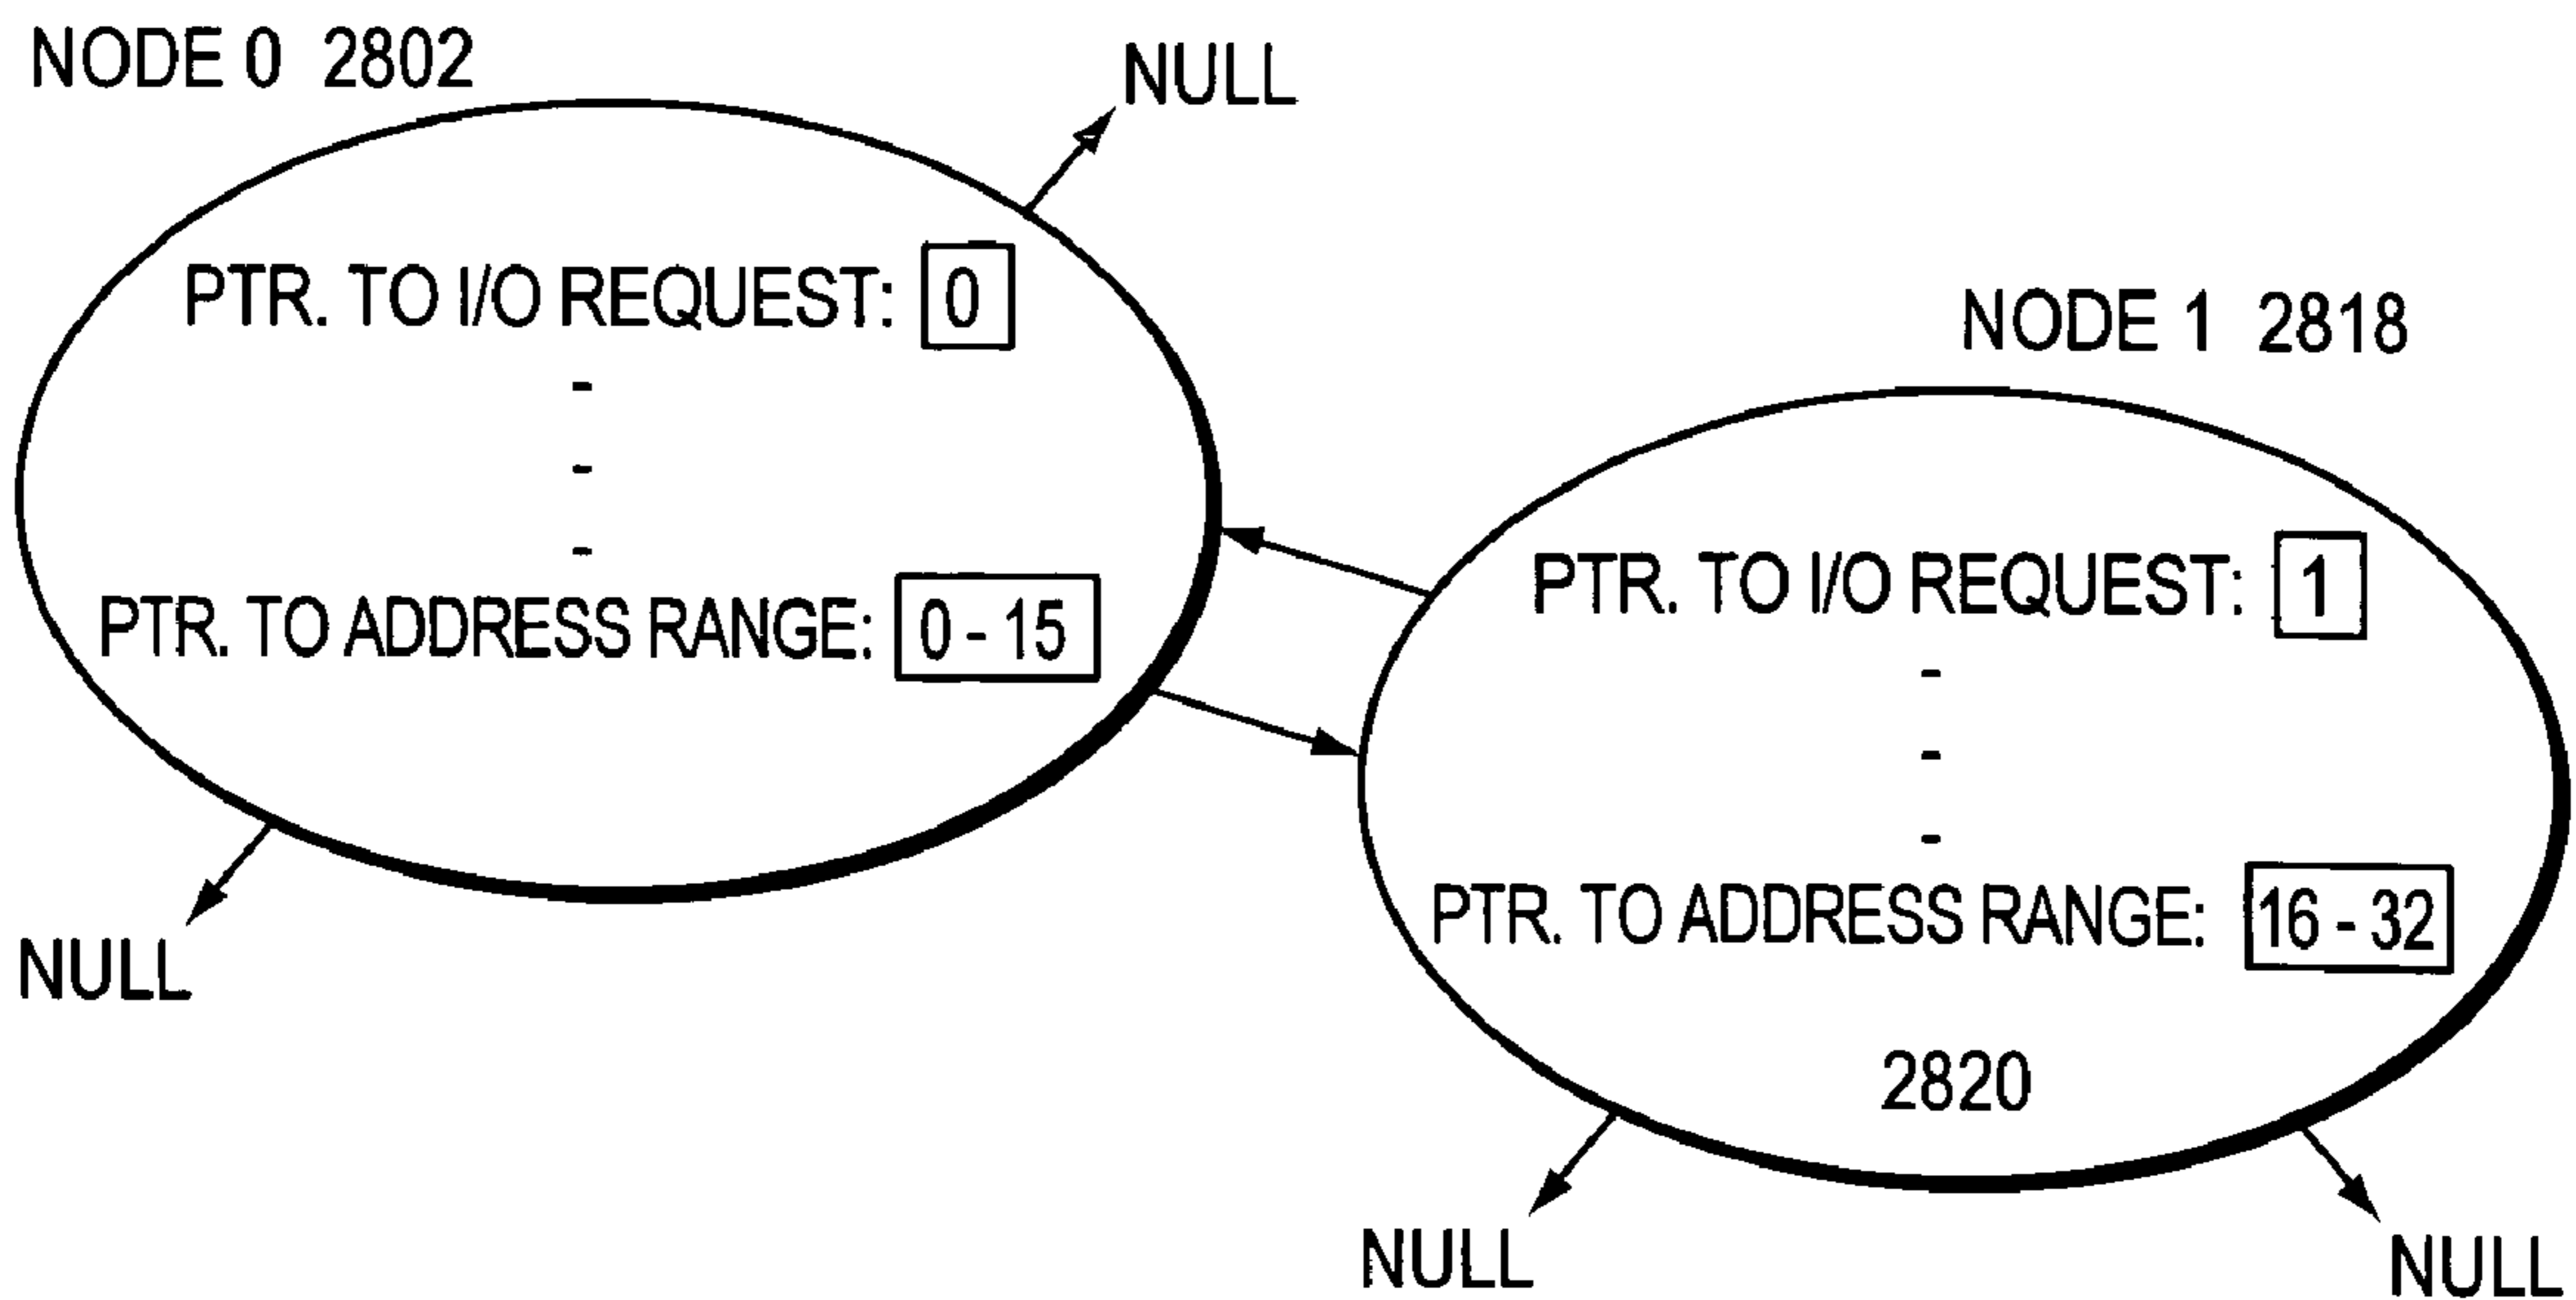 NODE 0 2802
NULL
PTR. TO I/O REQUEST: 0
-
-
-
PTR. TO ADDRESS RANGE: 0 - 15
NULL
NODE 1 2818
PTR. TO I/O REQUEST: 1
-
-
-
PTR. TO ADDRESS RANGE: 16 - 32
2820
NULL
NULL